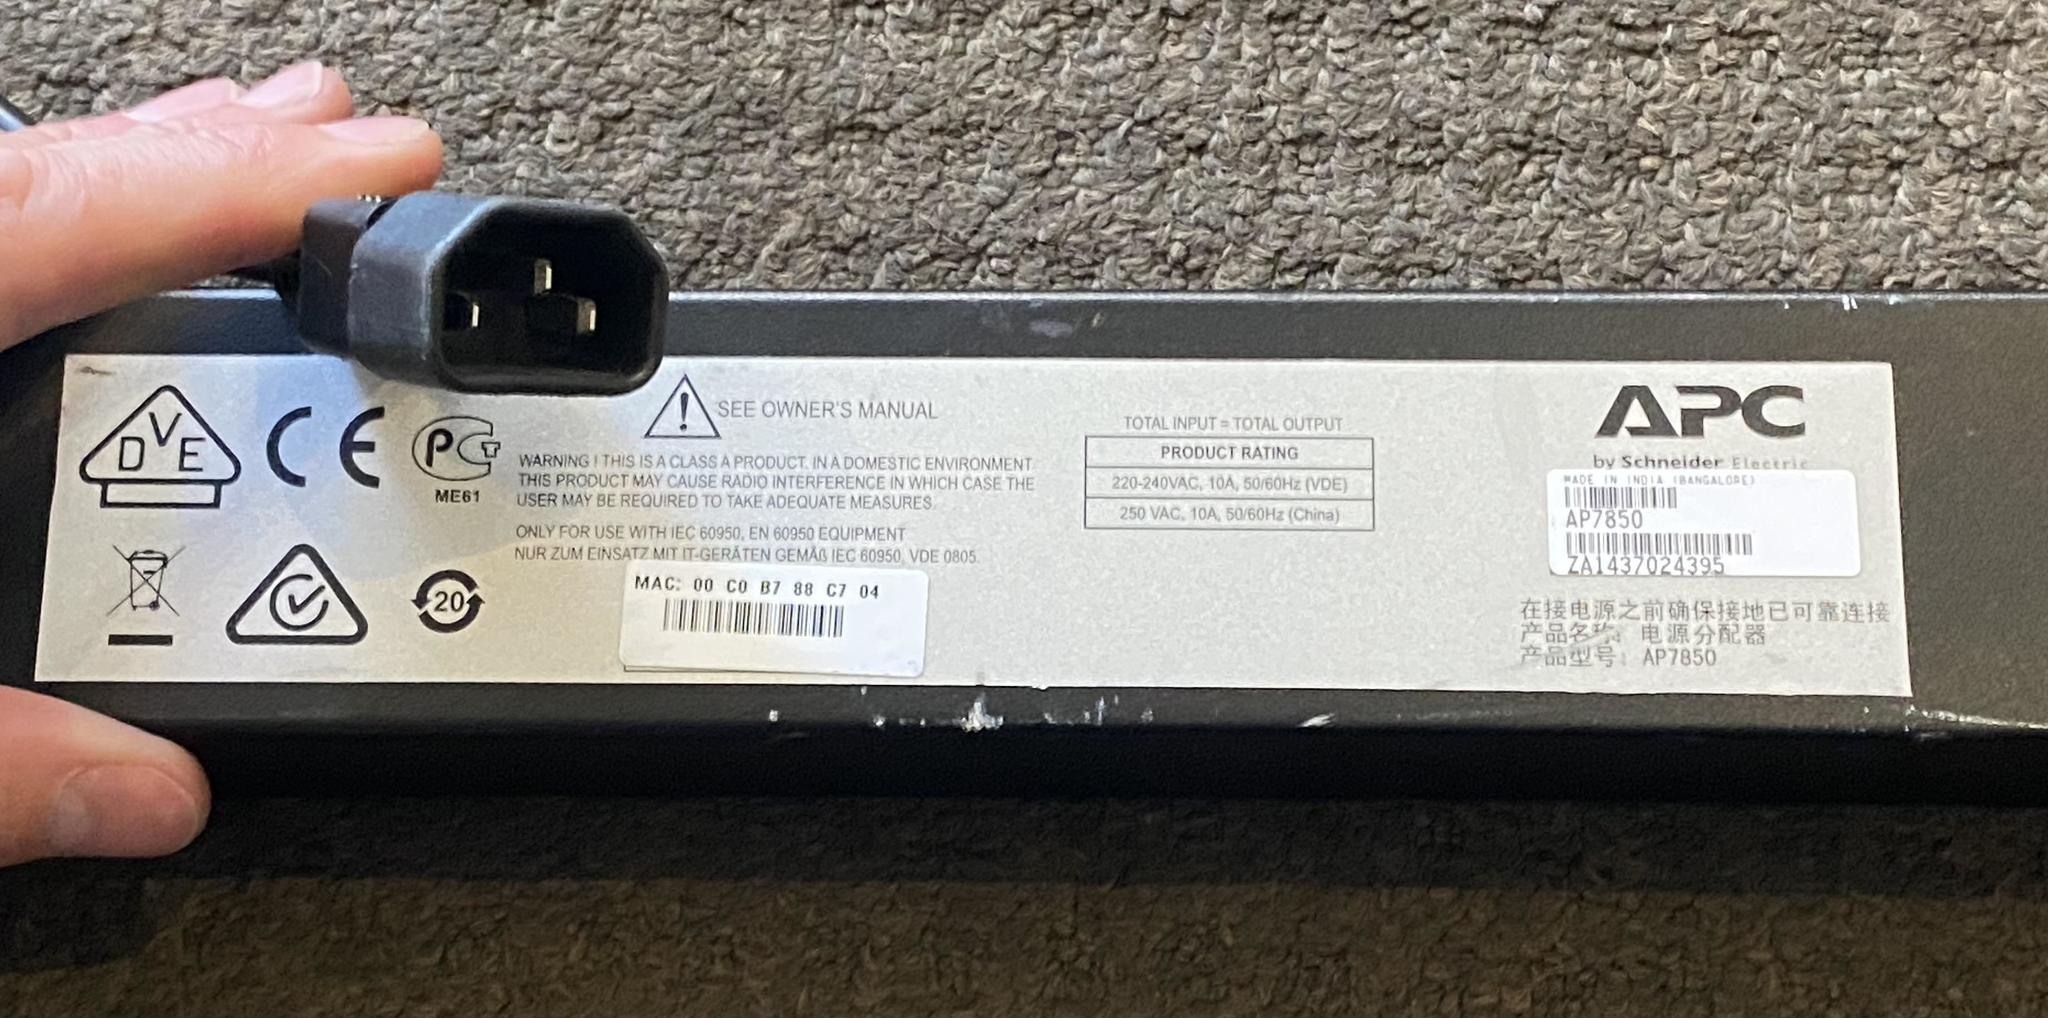 DVE
CE
PCT
ME61
20
SEE OWNER'S MANUAL
WARNING ! THIS IS A CLASS A PRODUCT. IN A DOMESTIC ENVIRONMENT
THIS PRODUCT MAY CAUSE RADIO INTERFERENCE IN WHICH CASE THE
USER MAY BE REQUIRED TO TAKE ADEQUATE MEASURES.
ONLY FOR USE WITH IEC 60950, EN 60950 EQUIPMENT
NUR ZUM EINSATZ MIT IT-GERÄTEN GEMÄß IEC 60950, VDE 0805.
MAC: 00 C0 B7 88 C7 04
TOTAL INPUT = TOTAL OUTPUT
PRODUCT RATING
220-240VAC, 10A, 50/60Hz (VDE)
250 VAC, 10A, 50/60Hz (China)
APC
by Schneider Electric
MADE IN INDIA (BANGALORE)
AP7850
ZA1437024395
在接电源之前确保接地已可靠连接
产品名称: 电源分配器
产品型号: AP7850